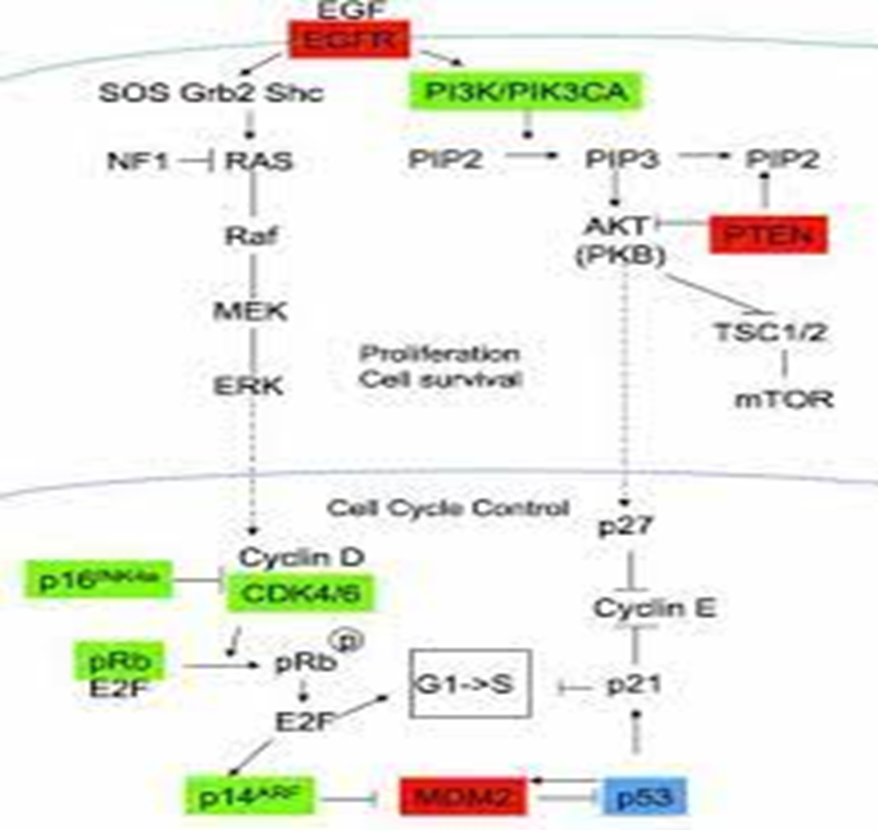 EGF
EGFR
SOS Grb2 Shc
PI3K/PIK3CA
NF1 RAS
PIP2 PIP3 PIP2
Raf
AKT
(PKB)
PTEN
MEK
TSC1/2
Proliferation
Cell survival
ERK
mTOR
Cell Cycle Control
p27
Cyclin D
p16INK4a
CDK4/6
Cyclin E
pRb
E2F
pRb p
G1->S
p21
E2F
p14ARF
MDM2
p53